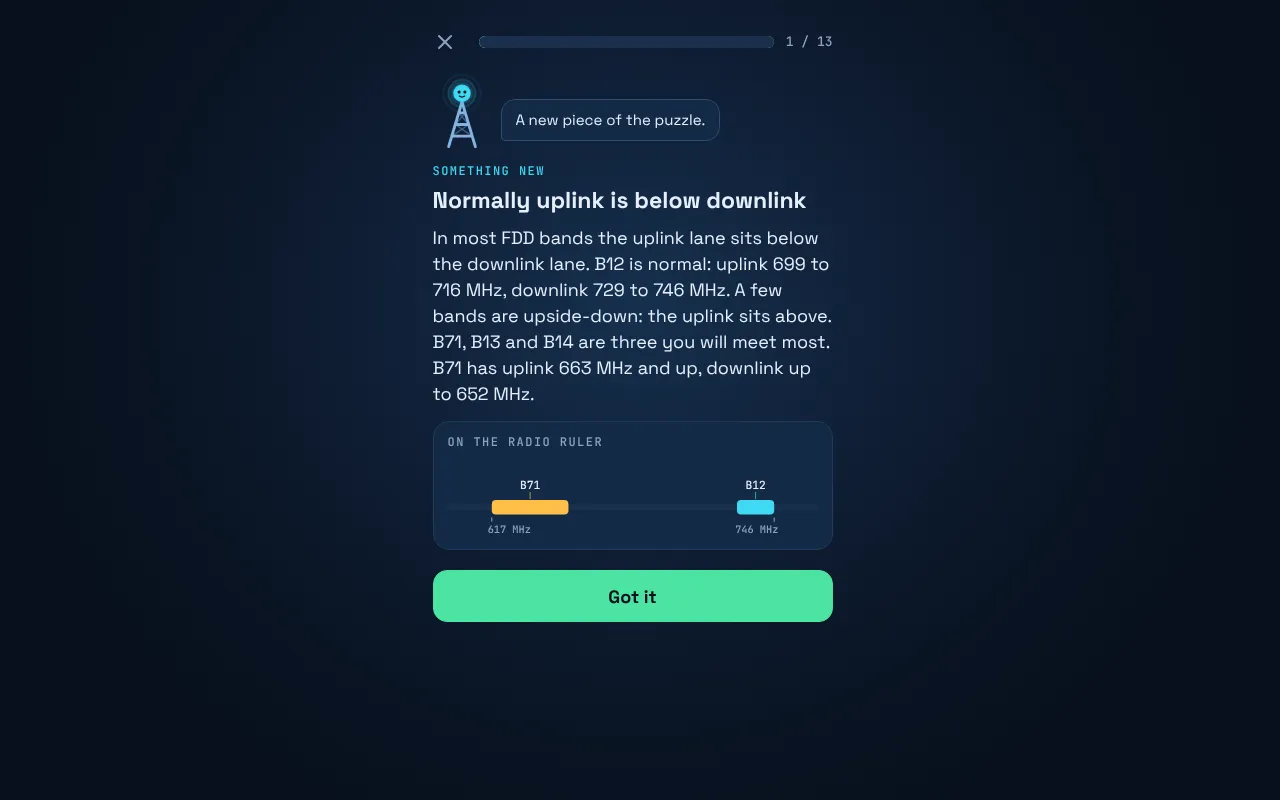 1 / 13
A new piece of the puzzle.
SOMETHING NEW
Normally uplink is below downlink
In most FDD bands the uplink lane sits below
the downlink lane. B12 is normal: uplink 699 to
716 MHz, downlink 729 to 746 MHz. A few
bands are upside-down: the uplink sits above.
B71, B13 and B14 are three you will meet most.
B71 has uplink 663 MHz and up, downlink up
to 652 MHz.
ON THE RADIO RULER
B71 B12
617 MHz 746 MHz
Got it